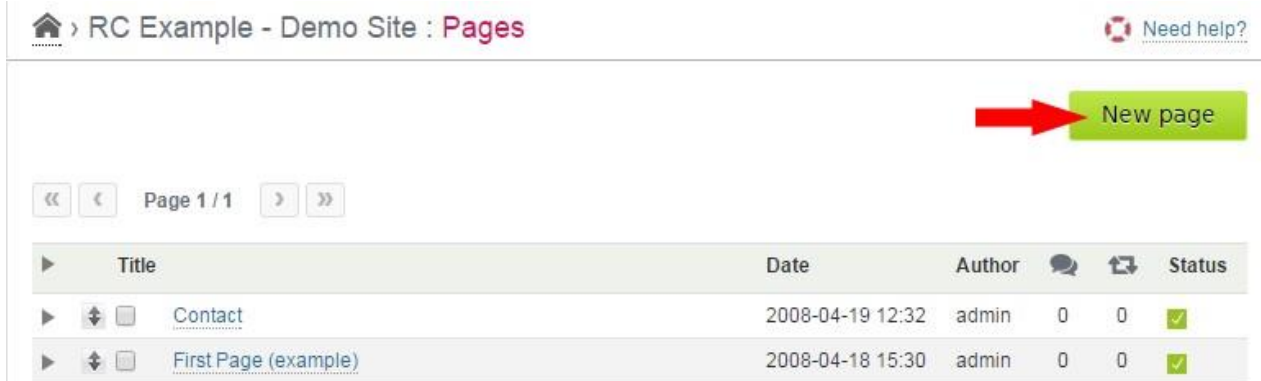 › RC Example - Demo Site : Pages
Need help?
New page
« ‹ Page 1 / 1 › »
Title Date Author Status
Contact 2008-04-19 12:32 admin 0 0
First Page (example) 2008-04-18 15:30 admin 0 0